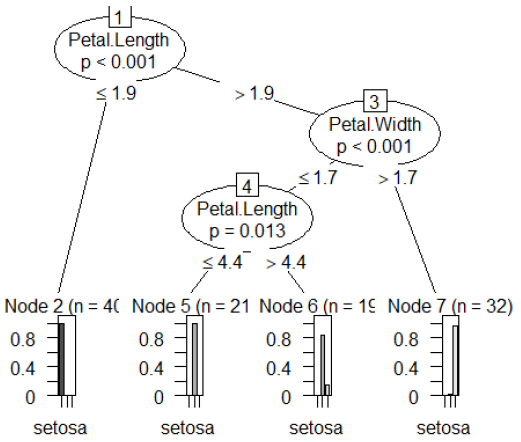 1
Petal.Length
p < 0.001
≤ 1.9
> 1.9
3
Petal.Width
p < 0.001
≤ 1.7
> 1.7
4
Petal.Length
p = 0.013
≤ 4.4
> 4.4
Node 2 (n = 40
Node 5 (n = 21
Node 6 (n = 19
Node 7 (n = 32)
0.8
0.4
0
setosa
0.8
0.4
0
setosa
0.8
0.4
0
setosa
0.8
0.4
0
setosa